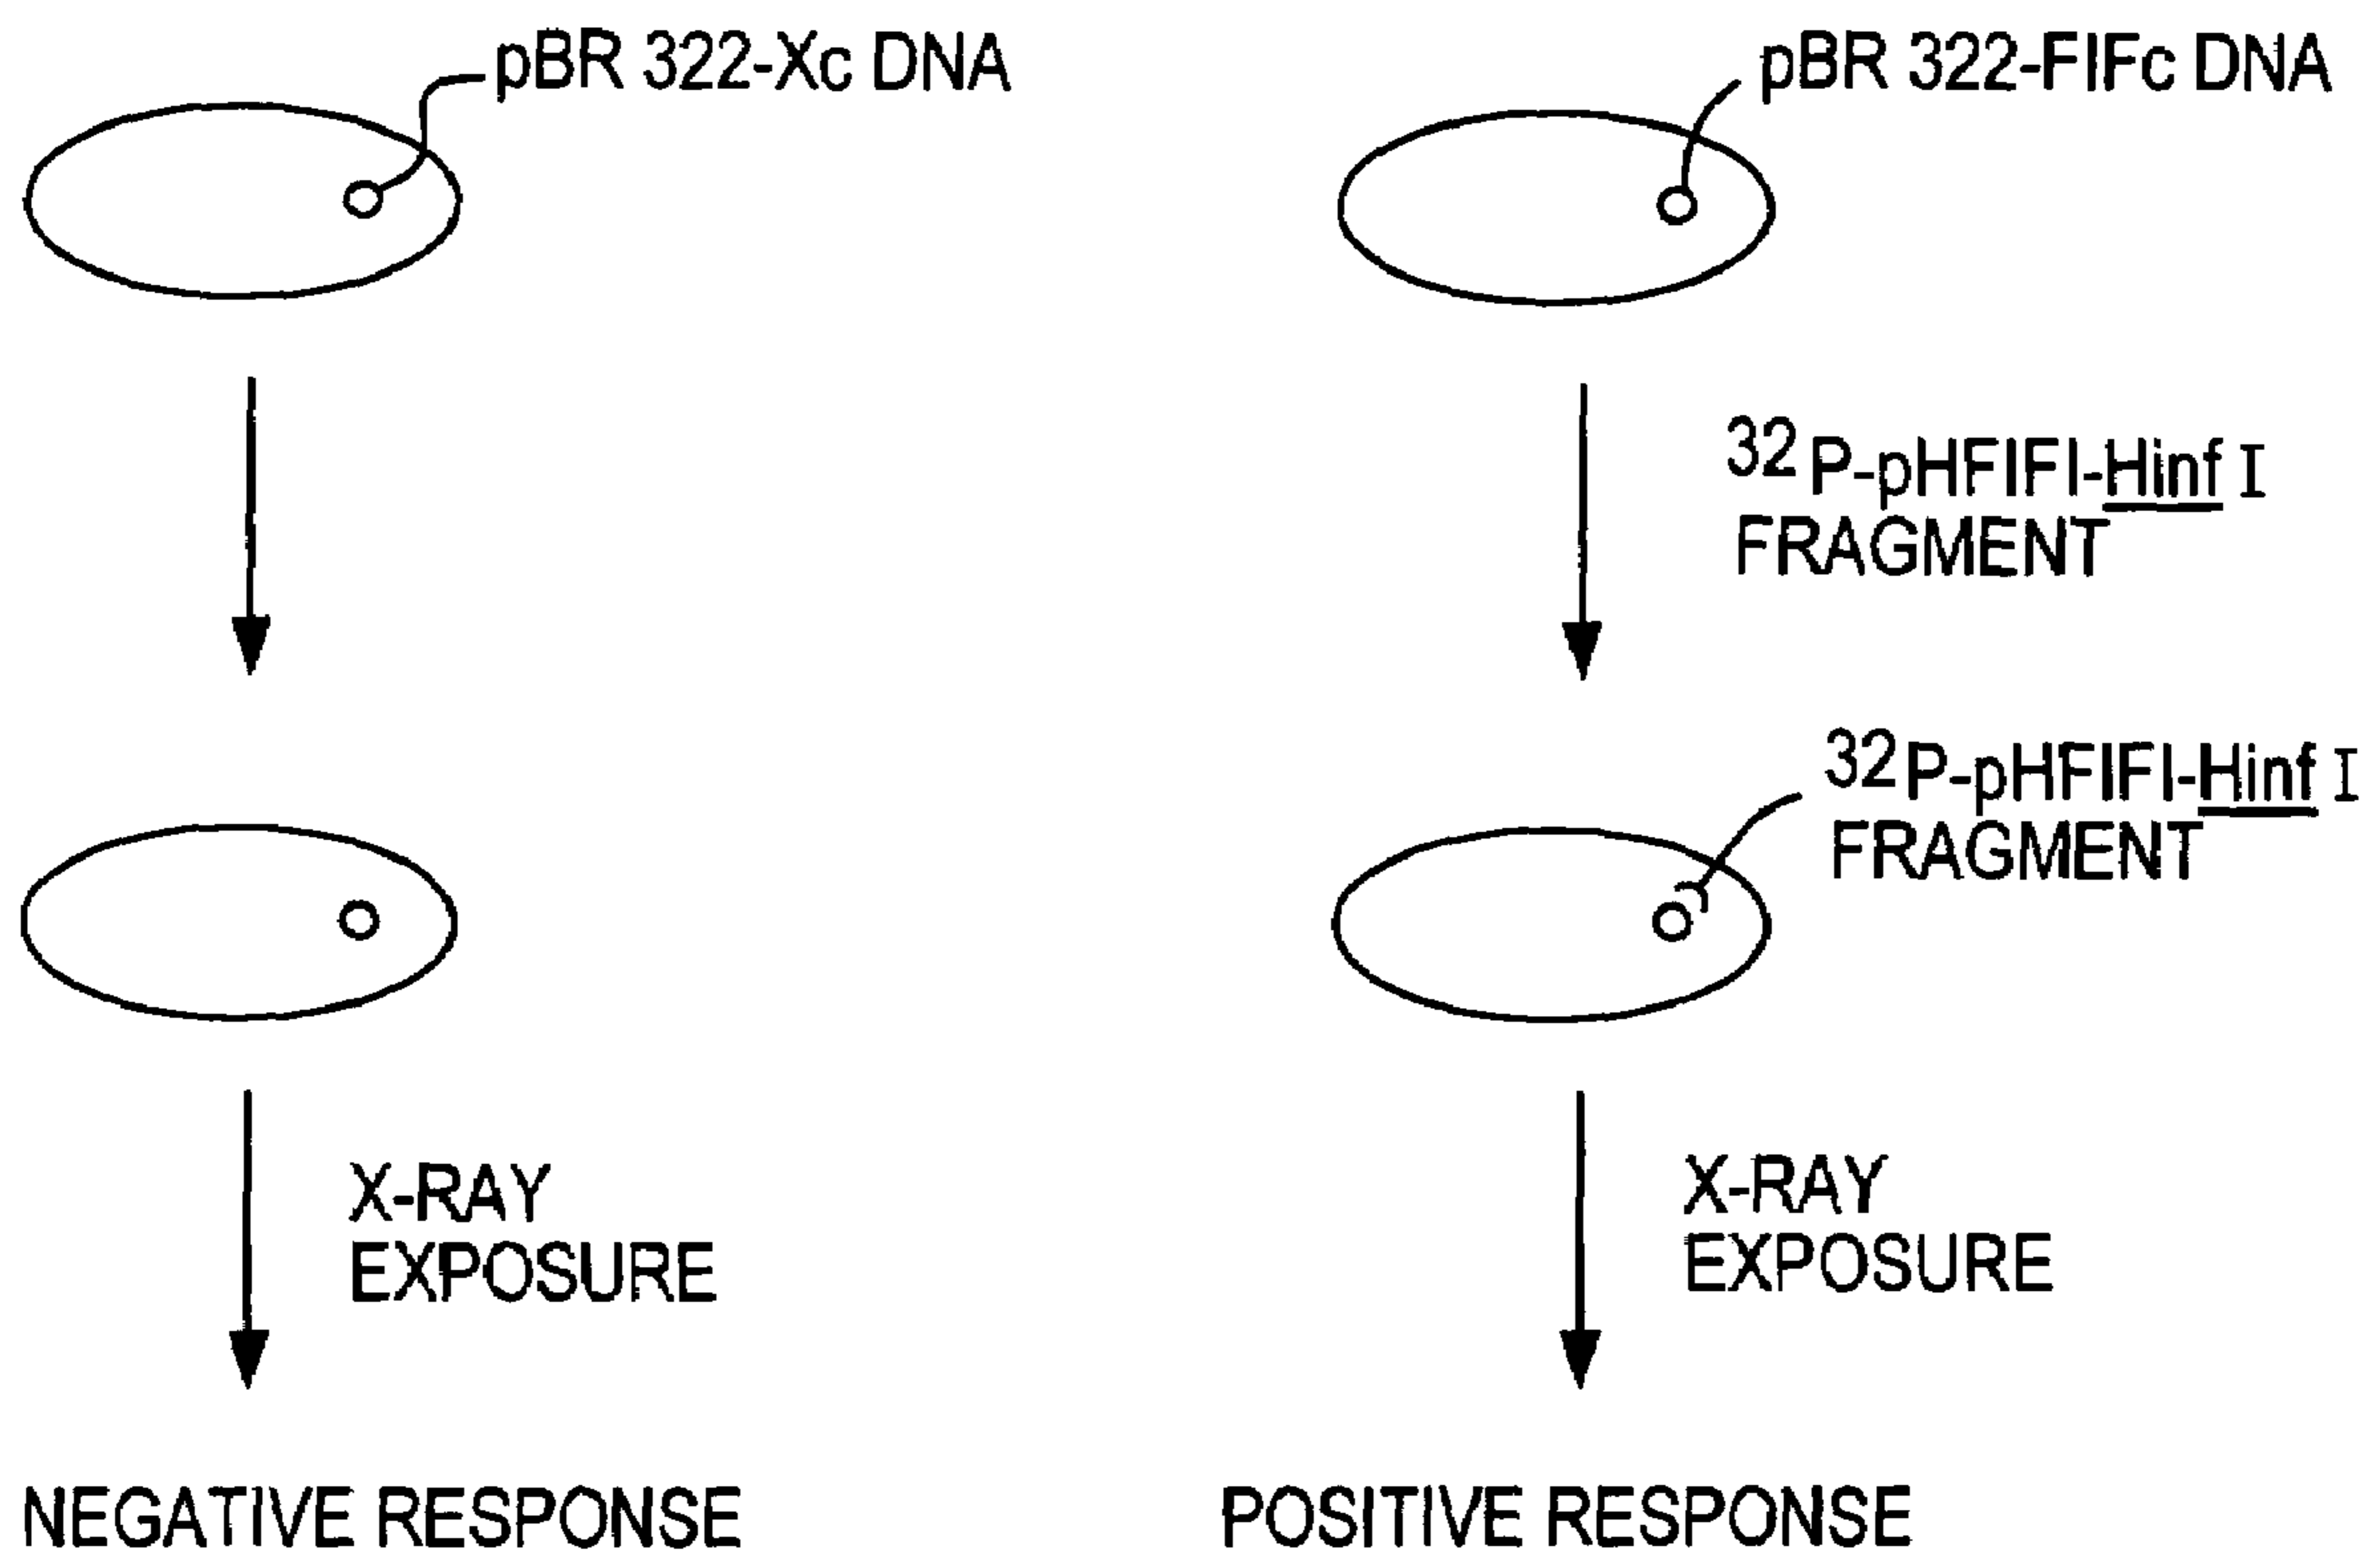 pBR 322-Xc DNA
pBR 322-FIFc DNA
32P-pHFIFI-Hinf I
FRAGMENT
32P-pHFIFI-Hinf I
FRAGMENT
X-RAY
EXPOSURE
X-RAY
EXPOSURE
NEGATIVE RESPONSE
POSITIVE RESPONSE